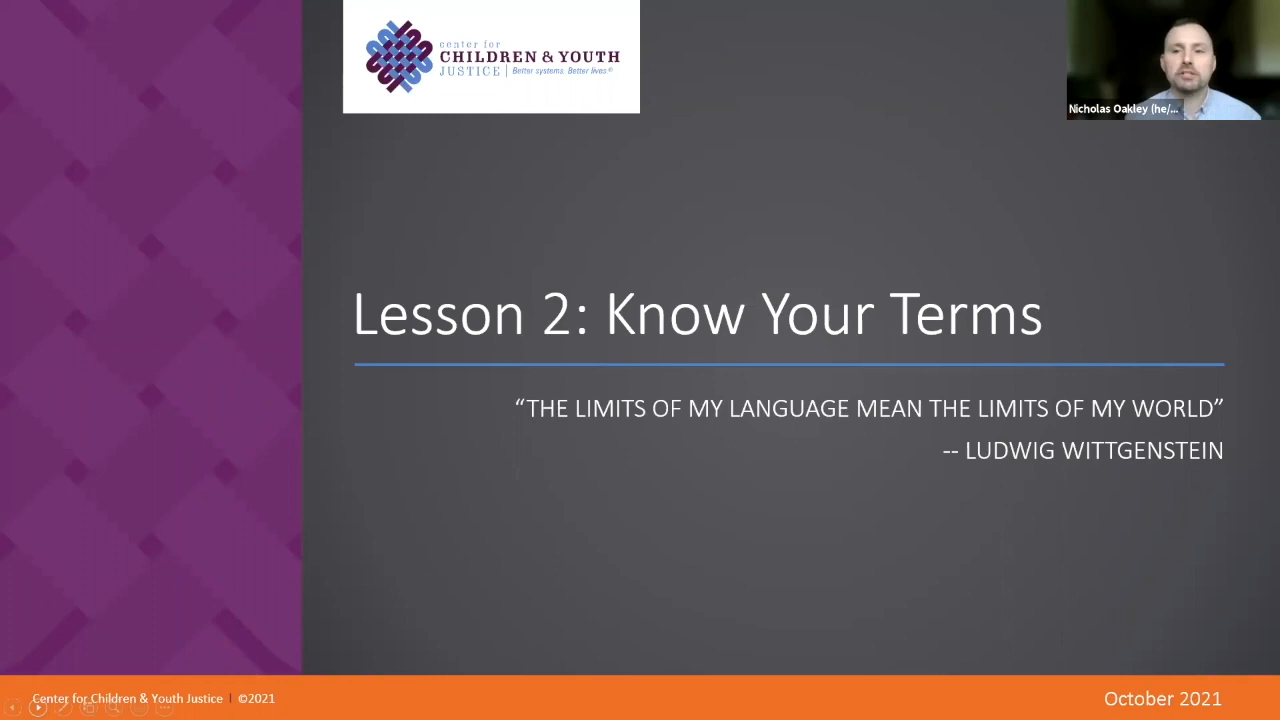 center for
CHILDREN & YOUTH
JUSTICE | Better systems. Better lives.®
Nicholas Oakley (he/...
Lesson 2: Know Your Terms
“THE LIMITS OF MY LANGUAGE MEAN THE LIMITS OF MY WORLD”
-- LUDWIG WITTGENSTEIN
Center for Children & Youth Justice | ©2021
October 2021